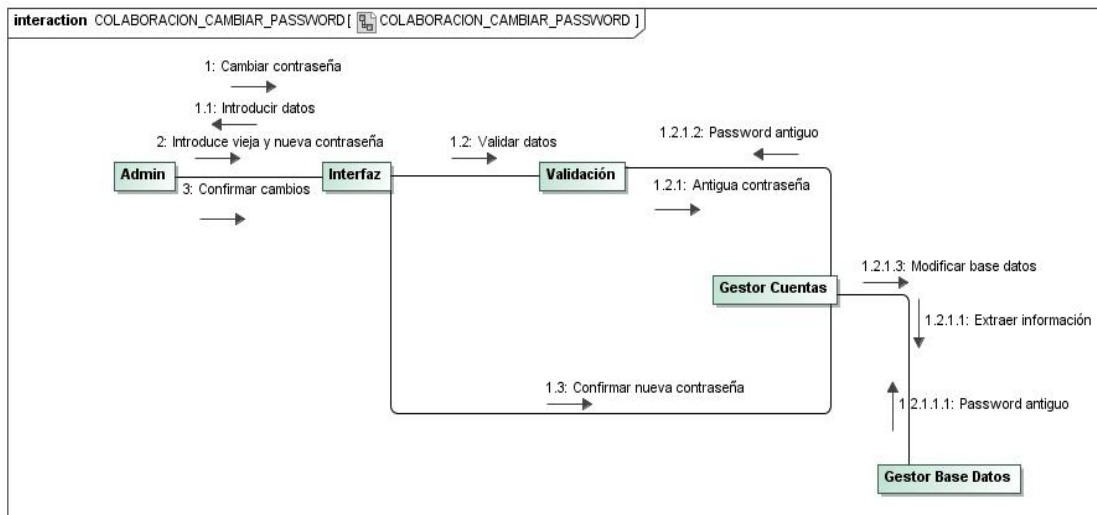 interaction COLABORACION_CAMBIAR_PASSWORD[ COLABORACION_CAMBIAR_PASSWORD ]
1: Cambiar contraseña
1.1: Introducir datos
2: Introduce vieja y nueva contraseña
1.2: Validar datos
1.2.1.2: Password antiguo
Admin
Interfaz
Validación
3: Confirmar cambios
1.2.1: Antigua contraseña
1.2.1.3: Modificar base datos
Gestor Cuentas
1.2.1.1: Extraer información
1.3: Confirmar nueva contraseña
1.2.1.1.1: Password antiguo
Gestor Base Datos